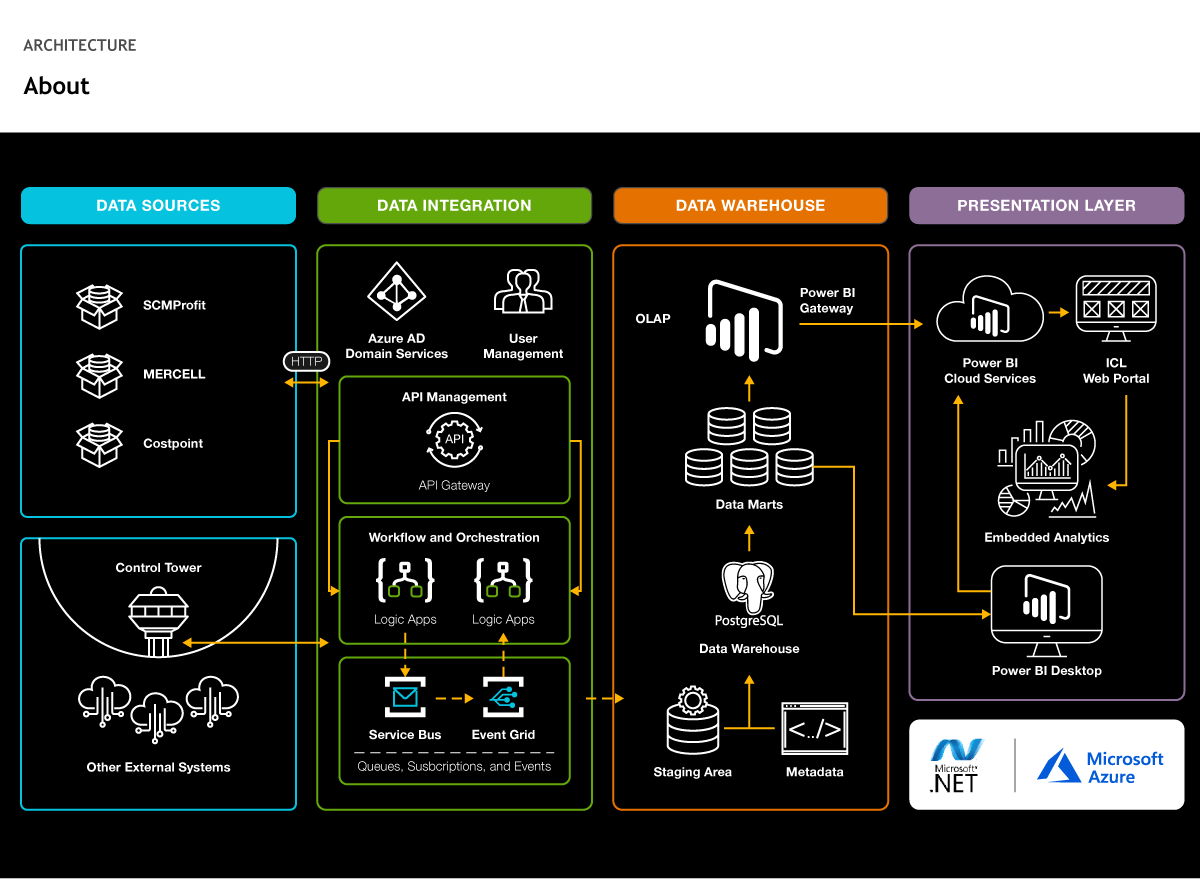 ARCHITECTURE
About
DATA SOURCES
SCMProfit
MERCELL
Costpoint
HTTP
Control Tower
Other External Systems
DATA INTEGRATION
Azure AD
Domain Services
User
Management
API Management
API
API Gateway
Workflow and Orchestration
Logic Apps
Logic Apps
Service Bus
Event Grid
Queues, Susbcriptions, and Events
DATA WAREHOUSE
OLAP
Power BI
Gateway
Data Marts
PostgreSQL
Data Warehouse
Staging Area
<../>
Metadata
PRESENTATION LAYER
Power BI
Cloud Services
ICL
Web Portal
Embedded Analytics
Power BI Desktop
Microsoft®
.NET
Microsoft
Azure